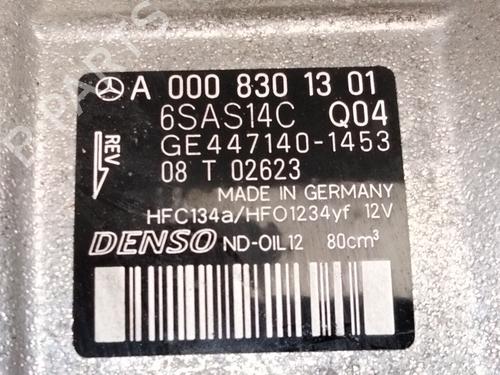 A 000 830 13 01
6SAS14C Q04
REV
GE447140-1453
08 T 02623
MADE IN GERMANY
HFC134a/HFO1234yf 12V
DENSO ND-OIL12 80cm³